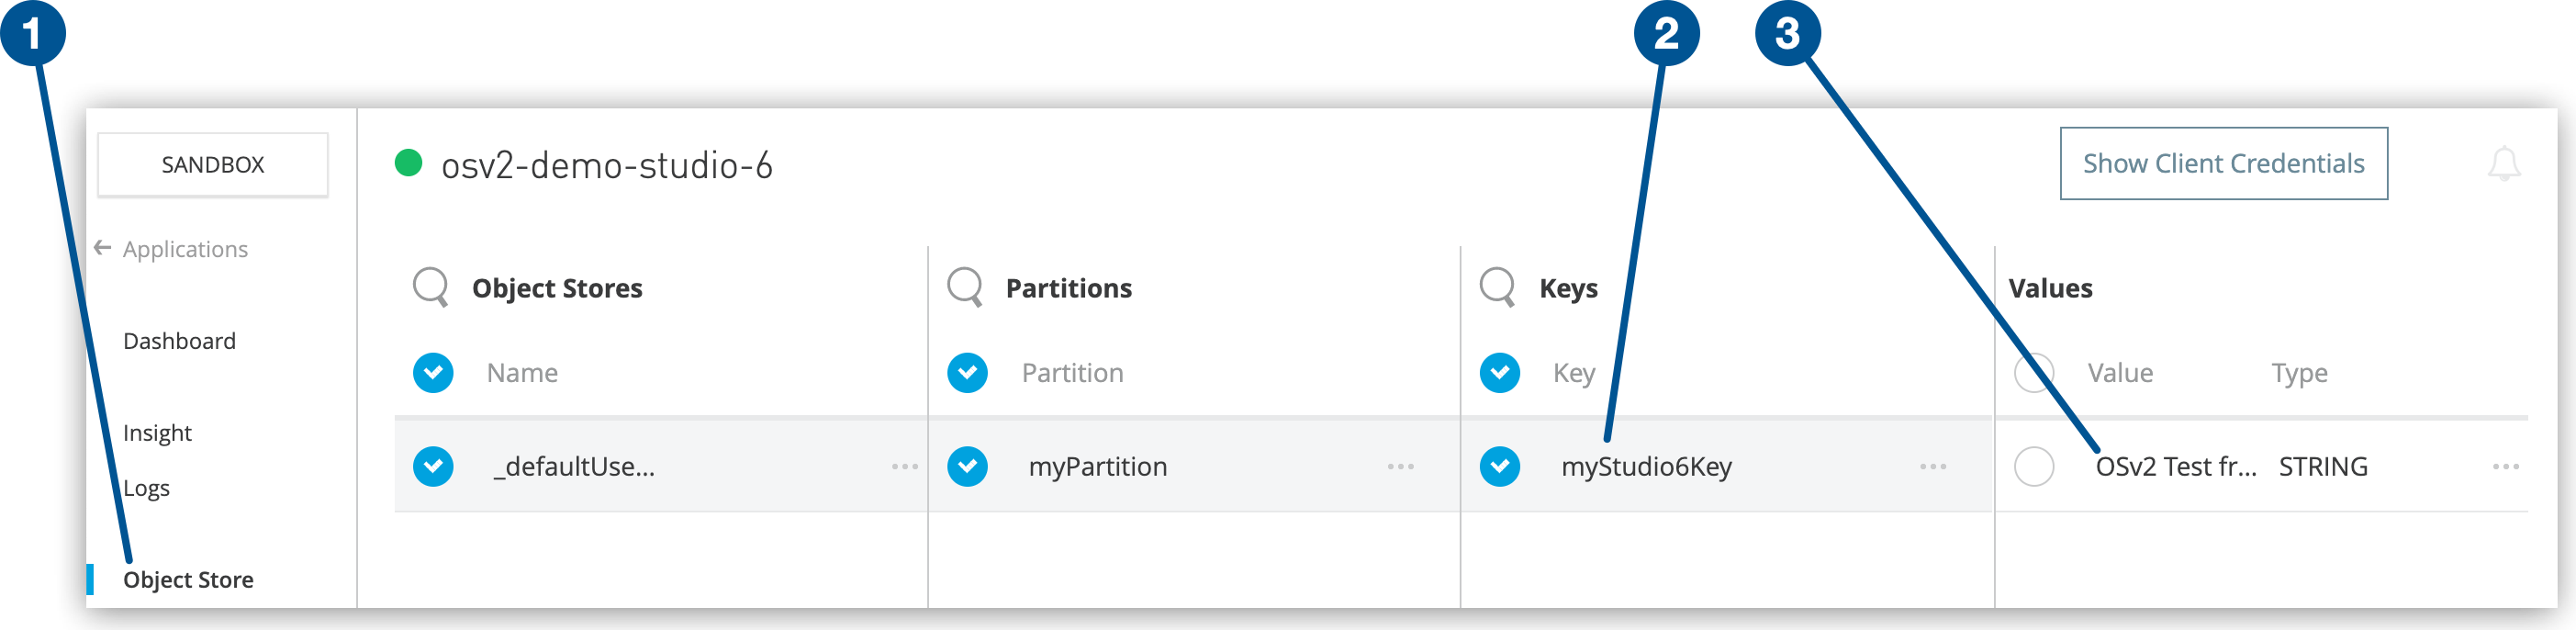 1 2 3
SANDBOX
osv2-demo-studio-6
Show Client Credentials
Applications
Dashboard
Insight
Logs
Object Store
Object Stores
Name
_defaultUse...
Partitions
Partition
myPartition
Keys
Key
myStudio6Key
Values
Value Type
OSv2 Test fr... STRING